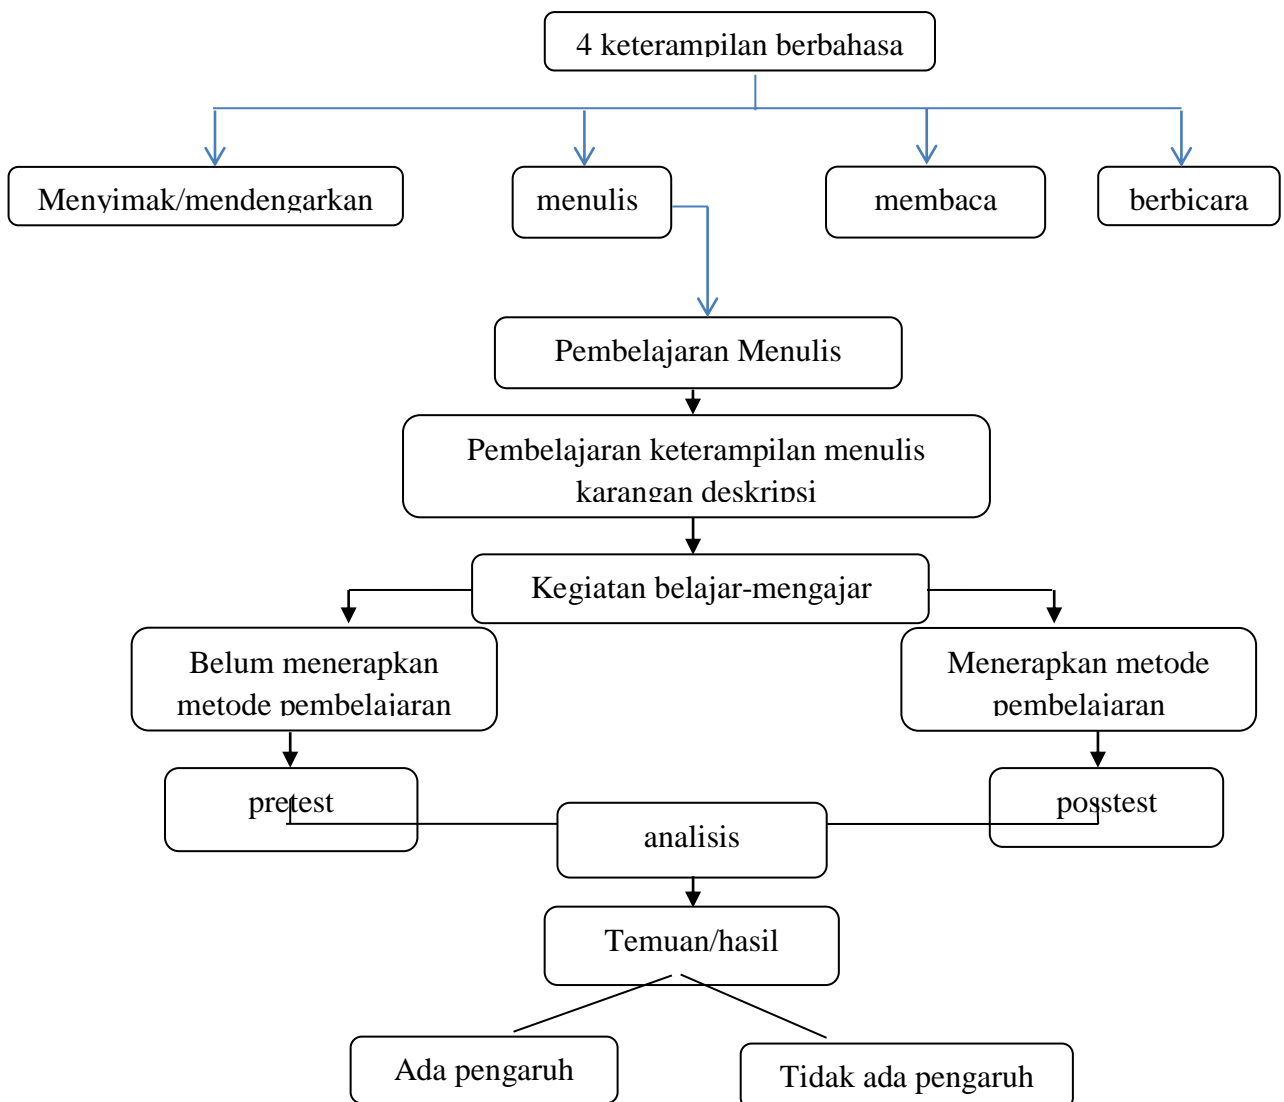 4 keterampilan berbahasa
Menyimak/mendengarkan
menulis
membaca
berbicara
Pembelajaran Menulis
Pembelajaran keterampilan menulis
karangan deskripsi
Kegiatan belajar-mengajar
Belum menerapkan
metode pembelajaran
Menerapkan metode
pembelajaran
pretest
posstest
analisis
Temuan/hasil
Ada pengaruh
Tidak ada pengaruh